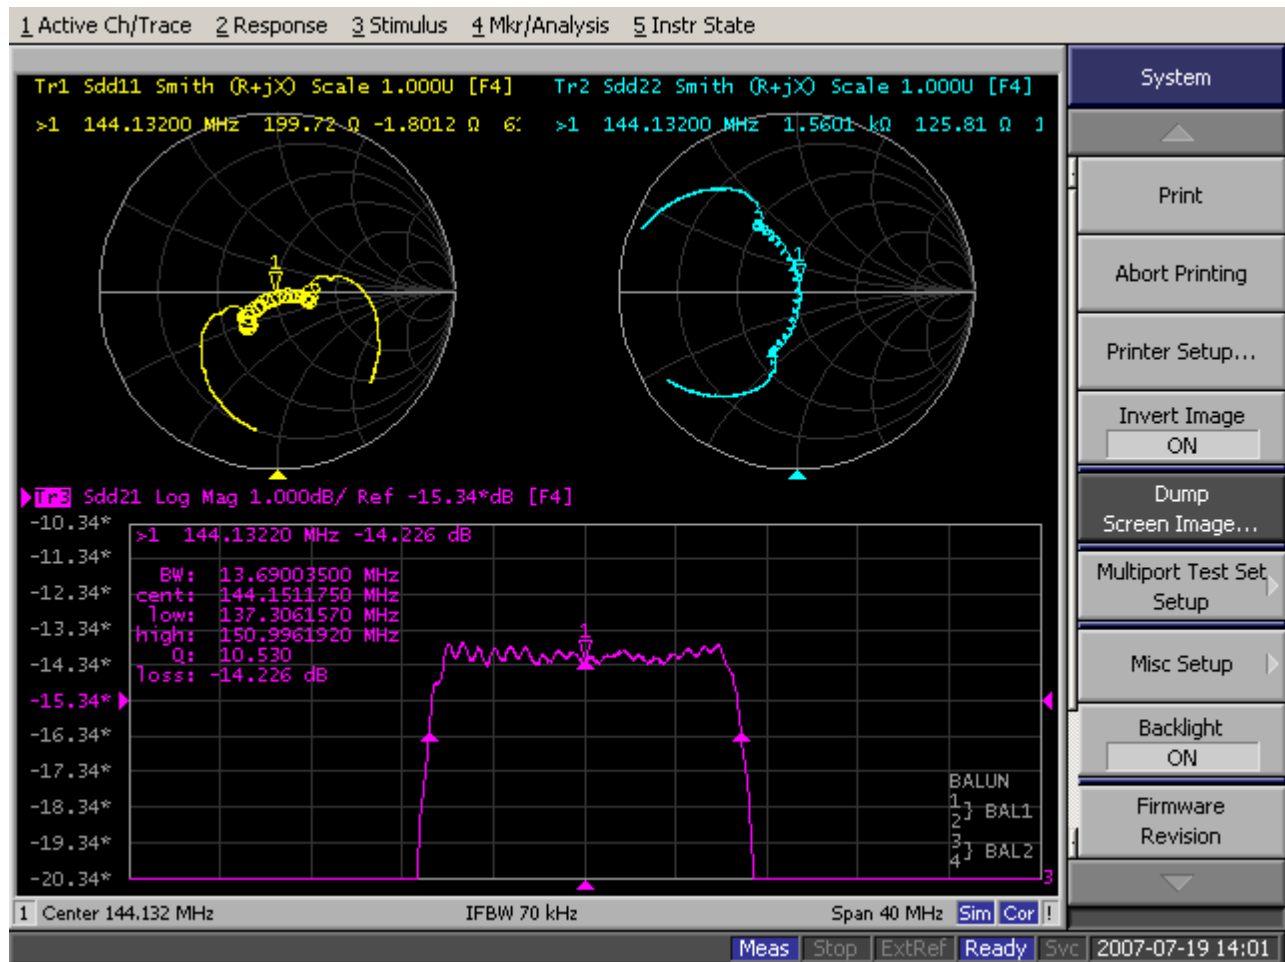 1 Active Ch/Trace 2 Response 3 Stimulus 4 Mkr/Analysis 5 Instr State
Tr1 Sdd11 Smith (R+jX) Scale 1.000U [F4]
>1 144.13200 MHz 199.72 Ω -1.8012 Ω
Tr2 Sdd22 Smith (R+jX) Scale 1.000U [F4]
>1 144.13200 MHz 1.5601 kΩ 125.81 Ω 1
1
1
Tr3 Sdd21 Log Mag 1.000dB/ Ref -15.34*dB [F4]
-10.34*
-11.34*
-12.34*
-13.34*
-14.34*
-15.34*
-16.34*
-17.34*
-18.34*
-19.34*
-20.34*
>1 144.13220 MHz -14.226 dB
BW: 13.69003500 MHz
cent: 144.1511750 MHz
low: 137.3061570 MHz
high: 150.9961920 MHz
Q: 10.530
loss: -14.226 dB
1
BALUN
1
2} BAL1
3
4} BAL2
3
1 Center 144.132 MHz IFBW 70 kHz Span 40 MHz Sim Cor !
Meas Stop ExtRef Ready Svc 2007-07-19 14:01
System
Print
Abort Printing
Printer Setup...
Invert Image
ON
Dump
Screen Image...
Multiport Test Set
Setup
Misc Setup
Backlight
ON
Firmware
Revision